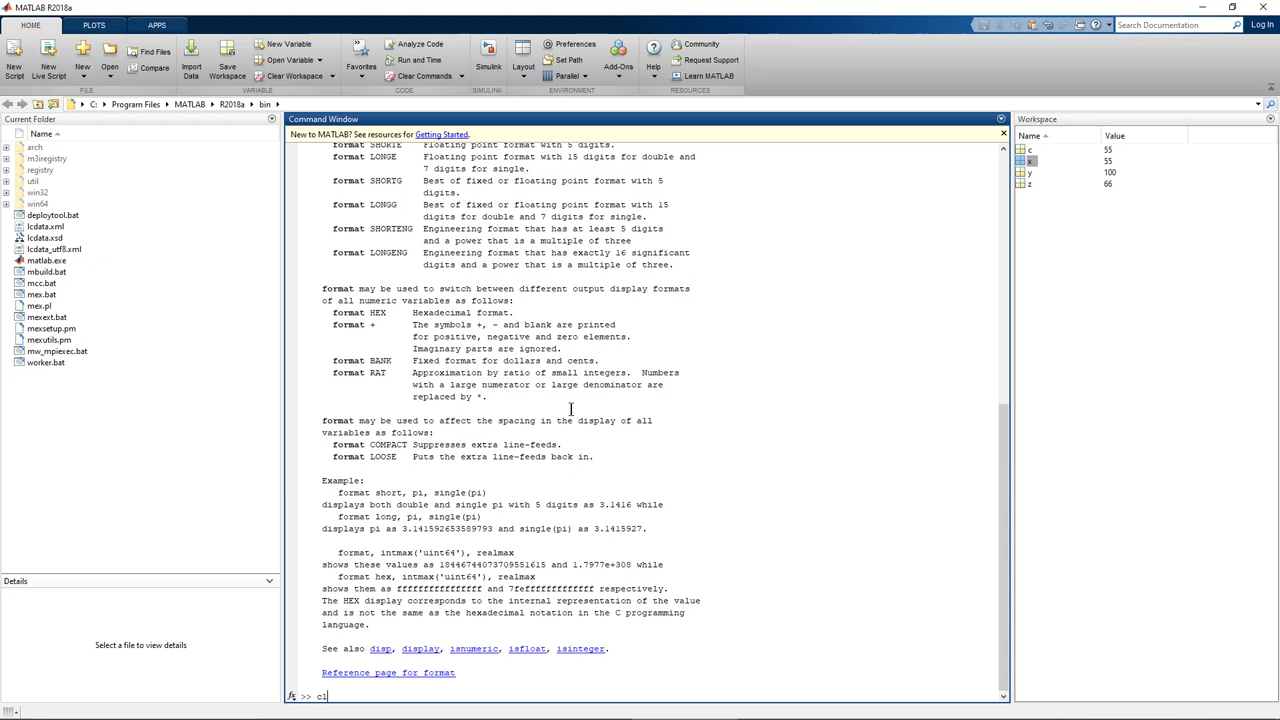 MATLAB R2018a
HOME
PLOTS
APPS
Search Documentation
Log In
New Script
New Live Script
New
Open
Find Files
Compare
Import Data
Save Workspace
New Variable
Open Variable
Clear Workspace
Favorites
Analyze Code
Run and Time
Clear Commands
Simulink
Layout
Preferences
Set Path
Parallel
Add-Ons
Help
Community
Request Support
Learn MATLAB
FILE
VARIABLE
CODE
SIMULINK
ENVIRONMENT
RESOURCES
C: Program Files MATLAB R2018a bin
Current Folder
Name
arch
m3iregistry
registry
util
win32
win64
deploytool.bat
lcdata.xml
lcdata.xsd
lcdata_utf8.xml
matlab.exe
mbuild.bat
mcc.bat
mex.bat
mex.pl
mexext.bat
mexsetup.pm
mexutils.pm
mw_mpiexec.bat
worker.bat
Details
Select a file to view details
Command Window
New to MATLAB? See resources for Getting Started.
format SHORTE Floating point format with 5 digits.
format LONGE Floating point format with 15 digits for double and
7 digits for single.
format SHORTG Best of fixed or floating point format with 5
digits.
format LONGG Best of fixed or floating point format with 15
digits for double and 7 digits for single.
format SHORTENG Engineering format that has at least 5 digits
and a power that is a multiple of three
format LONGENG Engineering format that has exactly 16 significant
digits and a power that is a multiple of three.
format may be used to switch between different output display formats
of all numeric variables as follows:
format HEX Hexadecimal format.
format + The symbols +, - and blank are printed
for positive, negative and zero elements.
Imaginary parts are ignored.
format BANK Fixed format for dollars and cents.
format RAT Approximation by ratio of small integers. Numbers
with a large numerator or large denominator are
replaced by *.
format may be used to affect the spacing in the display of all
variables as follows:
format COMPACT Suppresses extra line-feeds.
format LOOSE Puts the extra line-feeds back in.
Example:
format short, pi, single(pi)
displays both double and single pi with 5 digits as 3.1416 while
format long, pi, single(pi)
displays pi as 3.141592653589793 and single(pi) as 3.1415927.
format, intmax('uint64'), realmax
shows these values as 18446744073709551615 and 1.7977e+308 while
format hex, intmax('uint64'), realmax
shows them as ffffffffffffffff and 7fefffffffffffff respectively.
The HEX display corresponds to the internal representation of the value
and is not the same as the hexadecimal notation in the C programming
language.
See also disp, display, isnumeric, isfloat, isinteger.
Reference page for format
fx >> cl
Workspace
Name Value
c 55
x 55
y 100
z 66